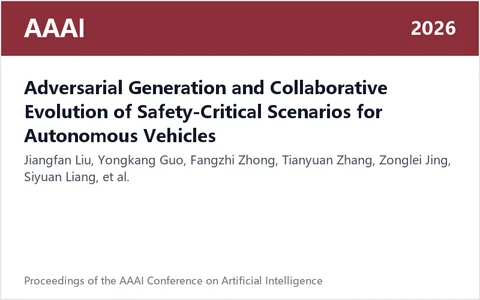 AAAI
2026
Adversarial Generation and Collaborative
Evolution of Safety-Critical Scenarios for
Autonomous Vehicles
Jiangfan Liu, Yongkang Guo, Fangzhi Zhong, Tianyuan Zhang, Zonglei Jing,
Siyuan Liang, et al.
Proceedings of the AAAI Conference on Artificial Intelligence